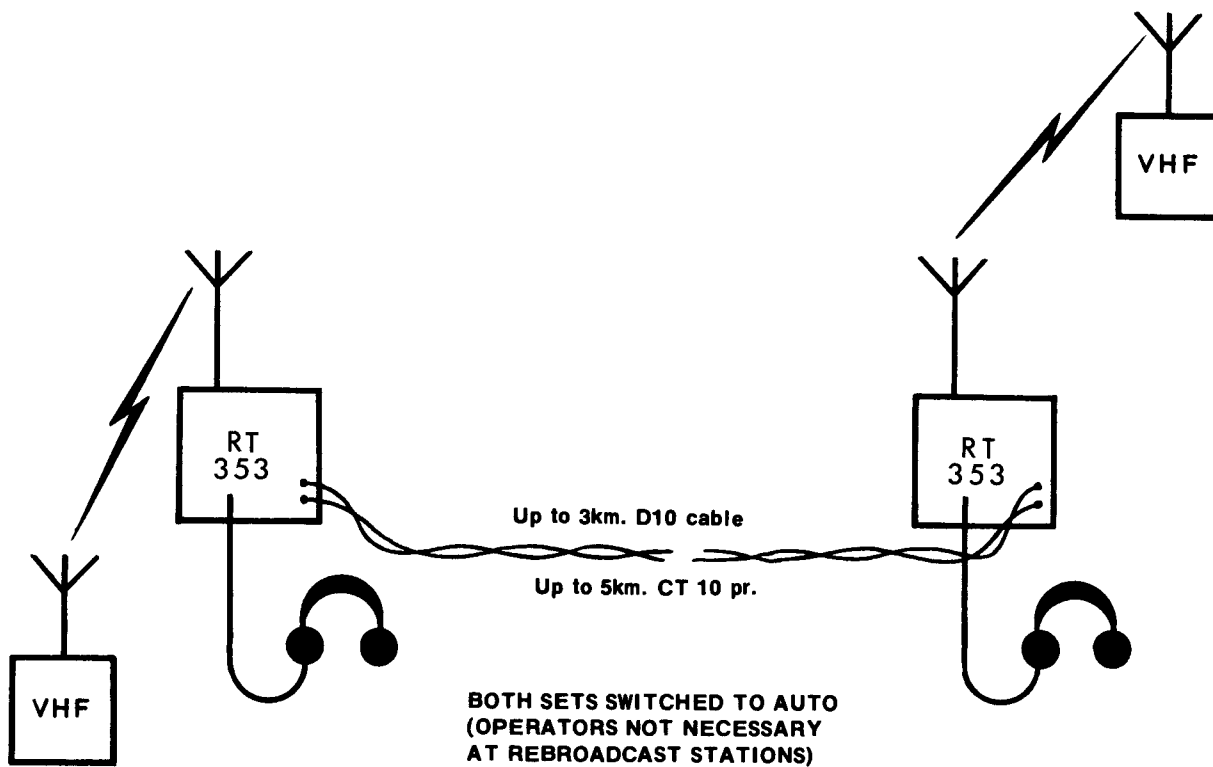 VHF
RT
353
RT
353
Up to 3km. D10 cable
Up to 5km. CT 10 pr.
VHF
BOTH SETS SWITCHED TO AUTO
(OPERATORS NOT NECESSARY
AT REBROADCAST STATIONS)